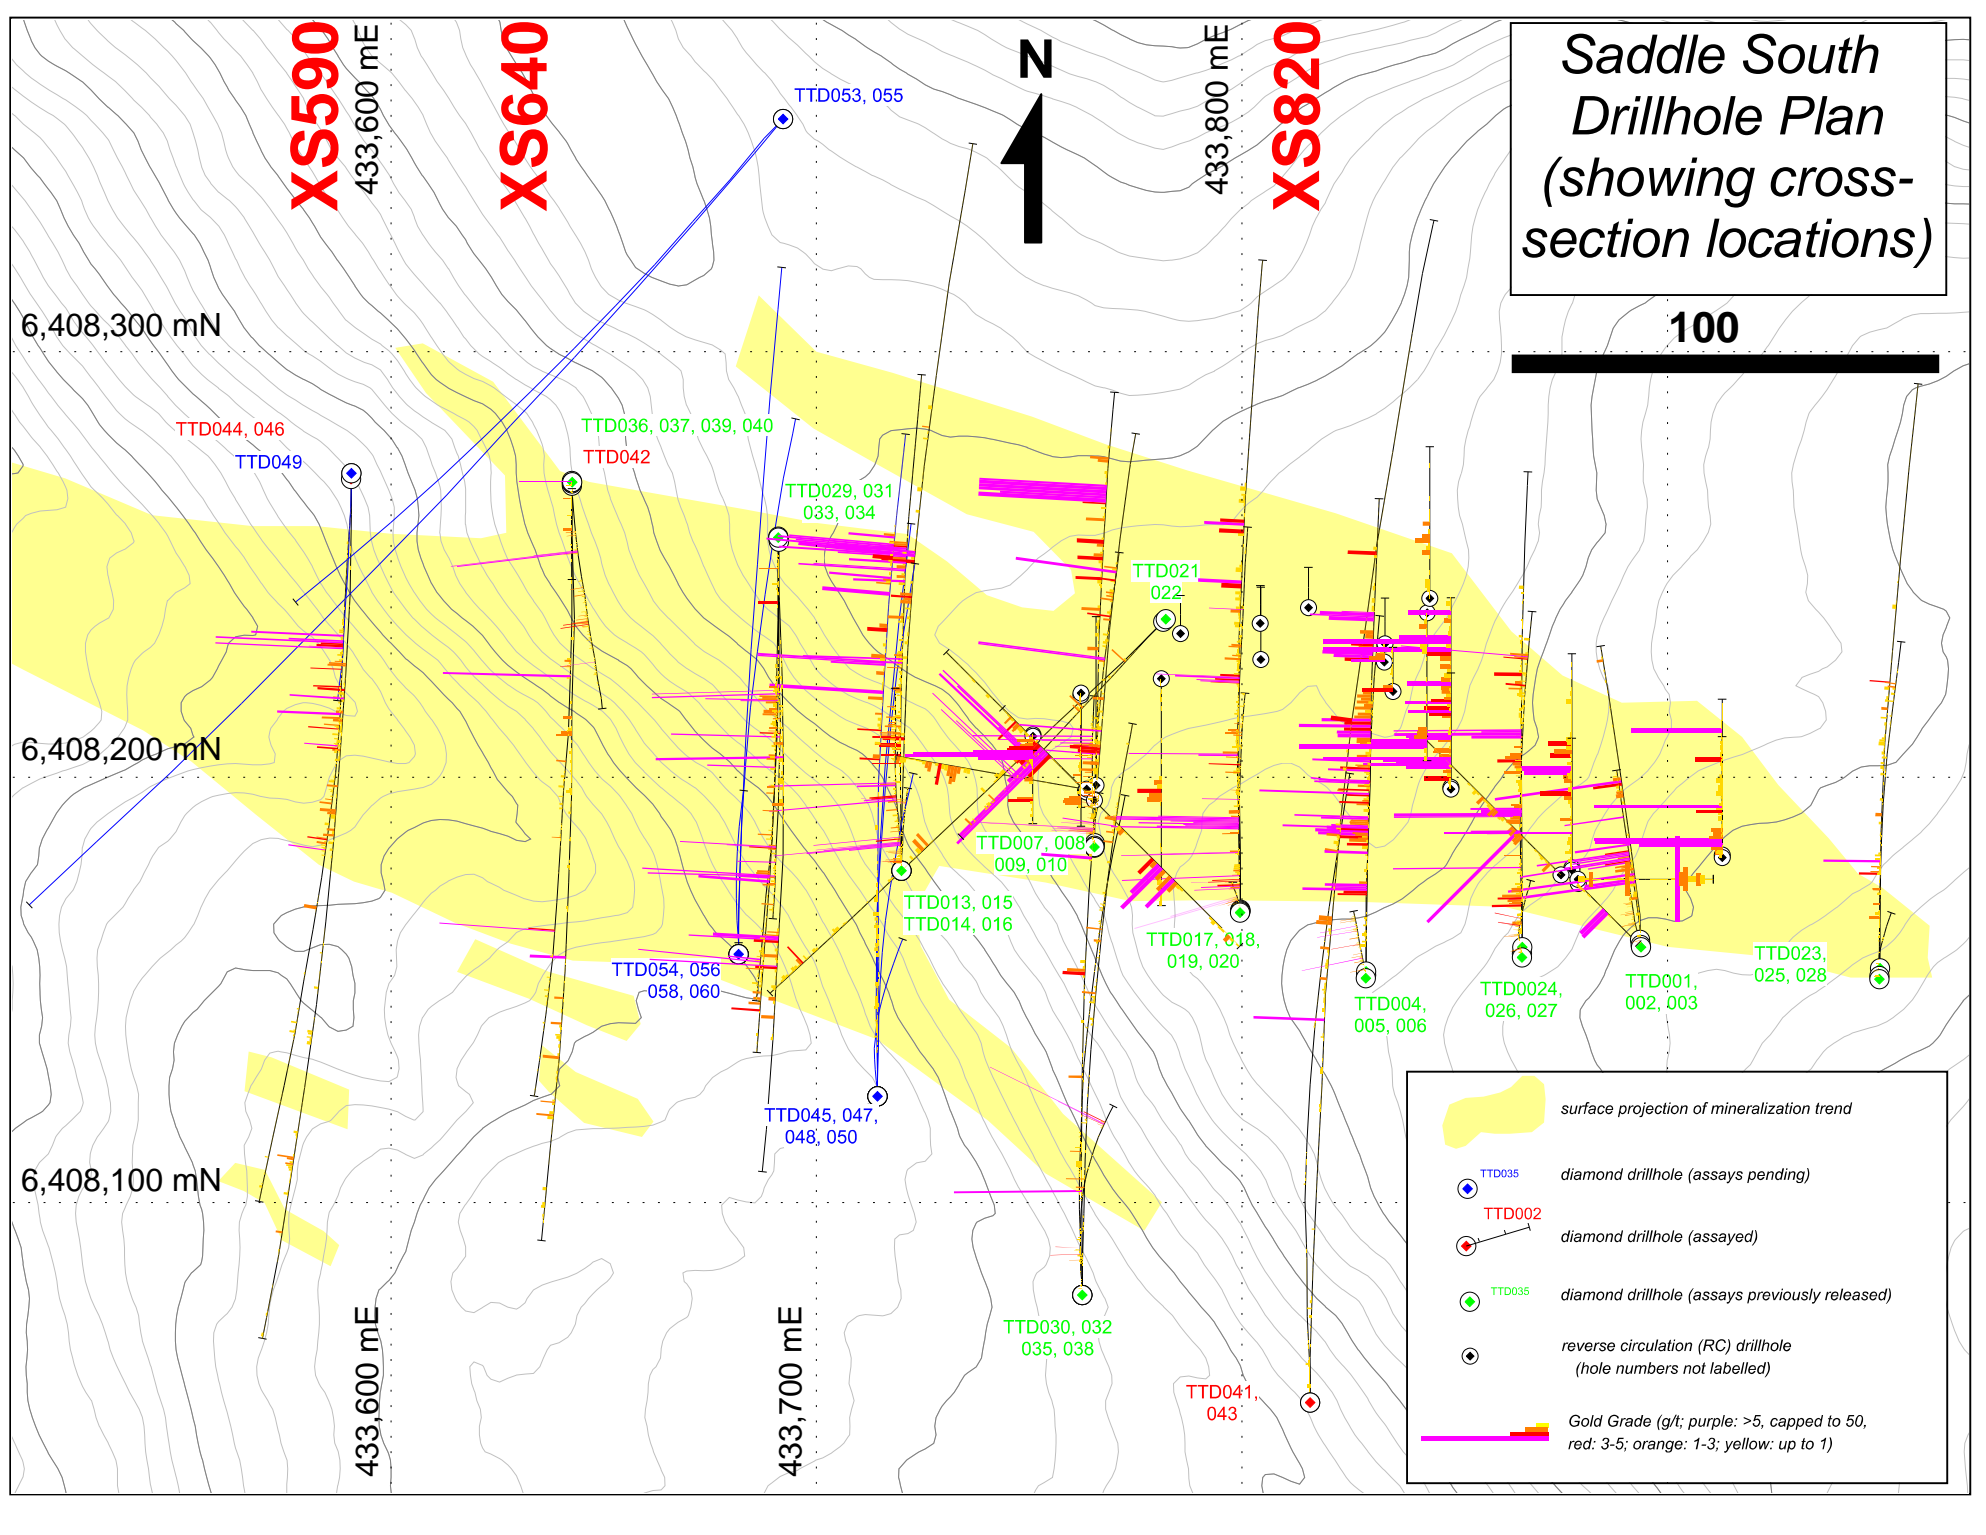 XS590
433,600 mE
XS640
TTD053, 055
N
433,800 mE
XS820
Saddle South
Drillhole Plan
(showing cross-
section locations)
6,408,300 mN
100
TTD044, 046
TTD049
TTD036, 037, 039, 040
TTD042
TTD029, 031
033, 034
TTD021
022
6,408,200 mN
TTD007, 008
009, 010
TTD013, 015
TTD014, 016
TTD017, 018,
019, 020
TTD054, 056
058, 060
TTD004,
005, 006
TTD0024,
026, 027
TTD001,
002, 003
TTD023,
025, 028
TTD045, 047,
048, 050
6,408,100 mN
TTD030, 032
035, 038
TTD041,
043
433,600 mE
433,700 mE
surface projection of mineralization trend
TTD035
diamond drillhole (assays pending)
TTD002
diamond drillhole (assayed)
TTD035
diamond drillhole (assays previously released)
reverse circulation (RC) drillhole
(hole numbers not labelled)
Gold Grade (g/t; purple: >5, capped to 50,
red: 3-5; orange: 1-3; yellow: up to 1)